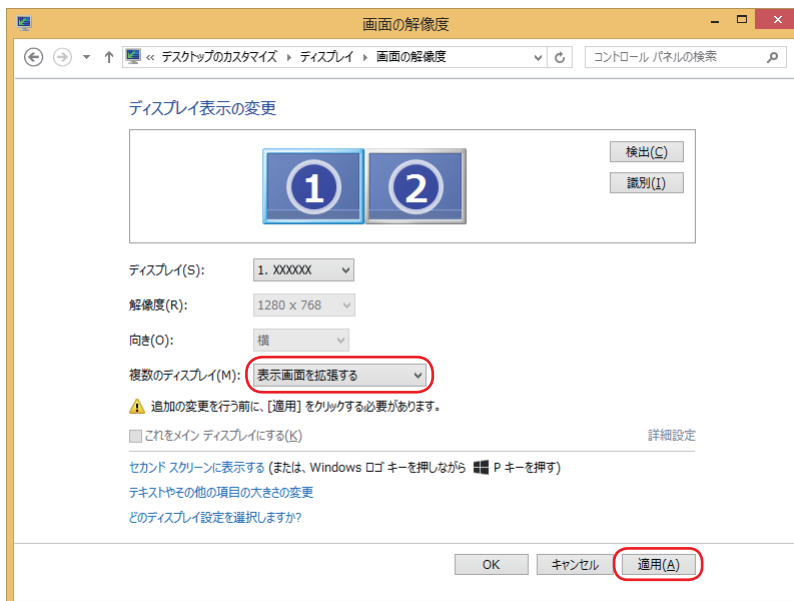 画面の解像度
« デスクトップのカスタマイズ ▸ ディスプレイ ▸ 画面の解像度
コントロール パネルの検索
ディスプレイ表示の変更
1
2
検出(C)
識別(I)
ディスプレイ(S):
1. XXXXXX
解像度(R):
1280 x 768
向き(O):
横
複数のディスプレイ(M):
表示画面を拡張する
追加の変更を行う前に、[適用] をクリックする必要があります。
これをメイン ディスプレイにする(K)
詳細設定
セカンド スクリーンに表示する (または、Windows ロゴ キーを押しながら P キーを押す)
テキストやその他の項目の大きさの変更
どのディスプレイ設定を選択しますか?
OK
キャンセル
適用(A)